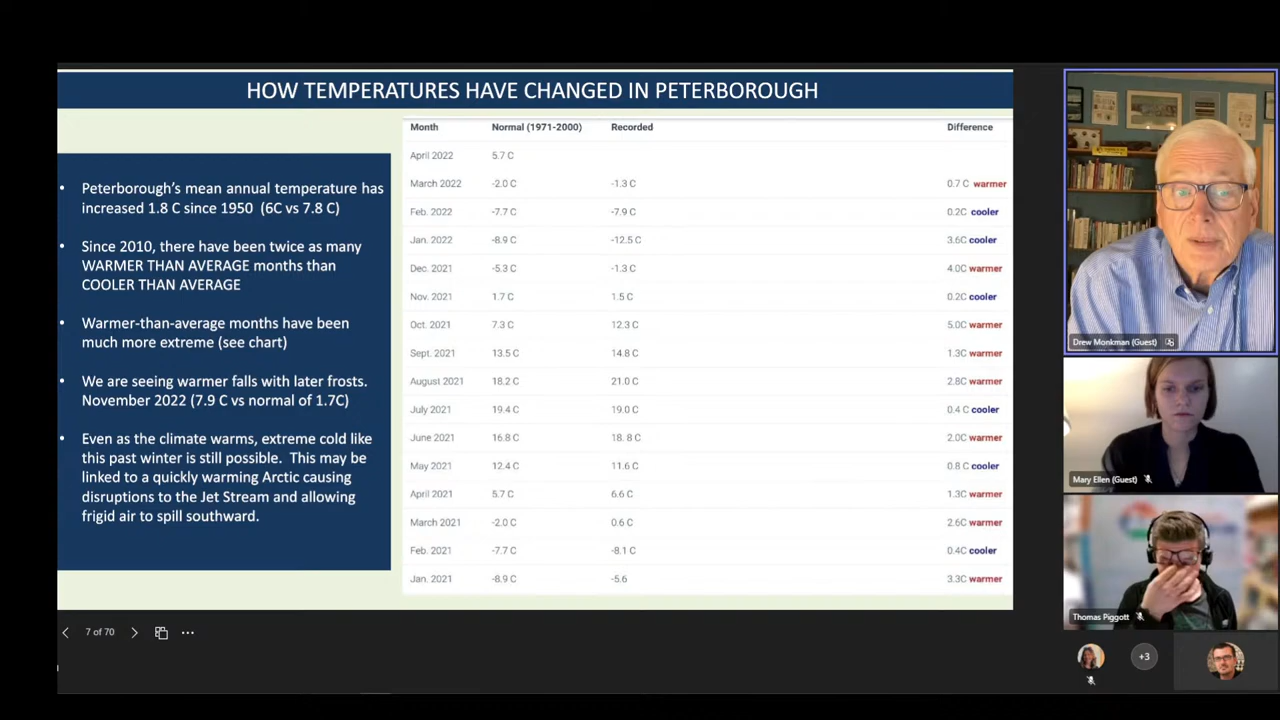 HOW TEMPERATURES HAVE CHANGED IN PETERBOROUGH
• Peterborough's mean annual temperature has
increased 1.8 C since 1950 (6C vs 7.8 C)
• Since 2010, there have been twice as many
WARMER THAN AVERAGE months than
COOLER THAN AVERAGE
• Warmer-than-average months have been
much more extreme (see chart)
• We are seeing warmer falls with later frosts.
November 2022 (7.9 C vs normal of 1.7C)
• Even as the climate warms, extreme cold like
this past winter is still possible. This may be
linked to a quickly warming Arctic causing
disruptions to the Jet Stream and allowing
frigid air to spill southward.
Month Normal (1971-2000) Recorded Difference
April 2022 5.7 C
March 2022 -2.0 C -1.3 C 0.7 C warmer
Feb. 2022 -7.7 C -7.9 C 0.2C cooler
Jan. 2022 -8.9 C -12.5 C 3.6C cooler
Dec. 2021 -5.3 C -1.3 C 4.0C warmer
Nov. 2021 1.7 C 1.5 C 0.2C cooler
Oct. 2021 7.3 C 12.3 C 5.0C warmer
Sept. 2021 13.5 C 14.8 C 1.3C warmer
August 2021 18.2 C 21.0 C 2.8C warmer
July 2021 19.4 C 19.0 C 0.4 C cooler
June 2021 16.8 C 18. 8 C 2.0C warmer
May 2021 12.4 C 11.6 C 0.8 C cooler
April 2021 5.7 C 6.6 C 1.3C warmer
March 2021 -2.0 C 0.6 C 2.6C warmer
Feb. 2021 -7.7 C -8.1 C 0.4C cooler
Jan. 2021 -8.9 C -5.6 3.3C warmer
7 of 70
Drew Monkman (Guest)
Mary Ellen (Guest)
Thomas Piggott
+3